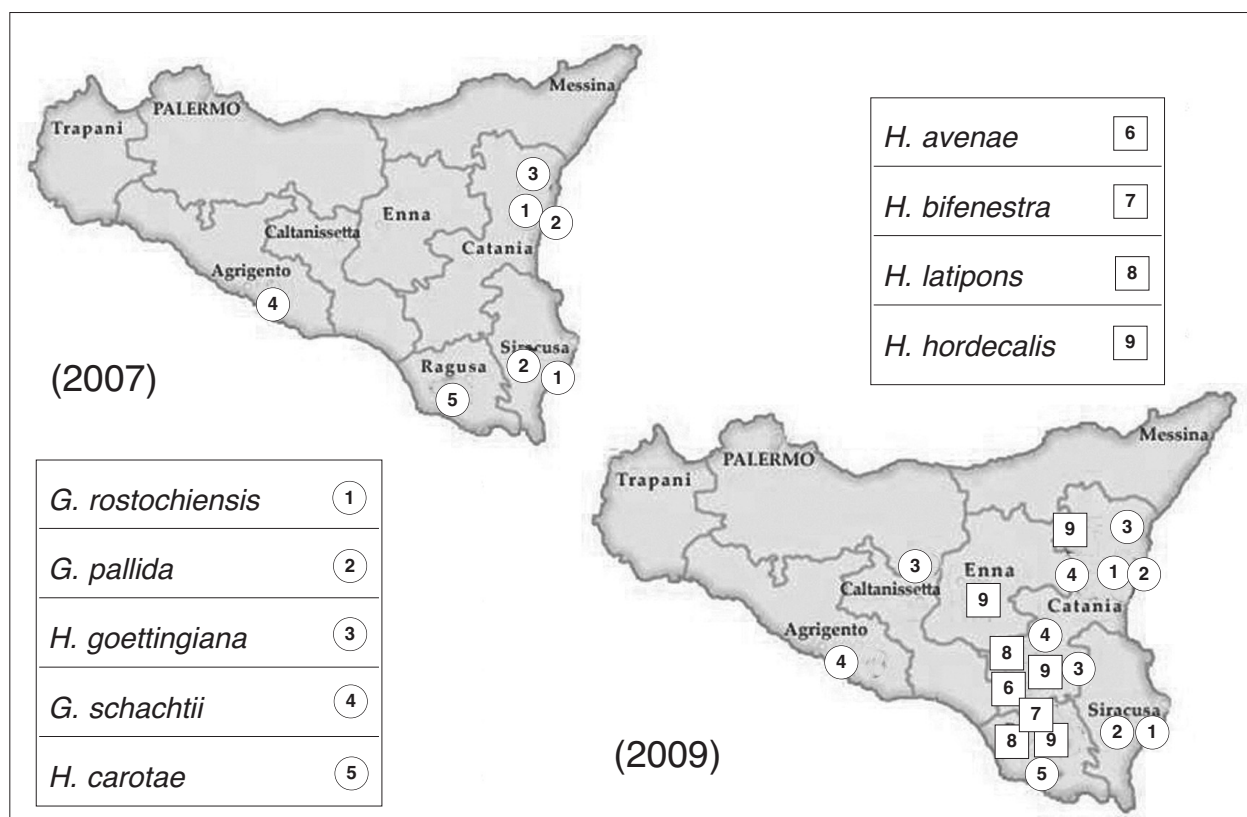 Messina
PALERMO
Trapani
3
Enna
1
2
Caltanissetta
Catania
Agrigento
4
Siracusa
2
Ragusa
1
(2007)
5
H. avenae 6
H. bifenestra 7
H. latipons 8
H. hordecalis 9
G. rostochiensis 1
G. pallida 2
H. goettingiana 3
G. schachtii 4
H. carotae 5
Messina
PALERMO
Trapani
9
3
3
Enna
4
1
2
Caltanissetta
9
Catania
Agrigento
4
4
8
9
3
6
7
Siracusa
8
9
2
1
(2009)
5